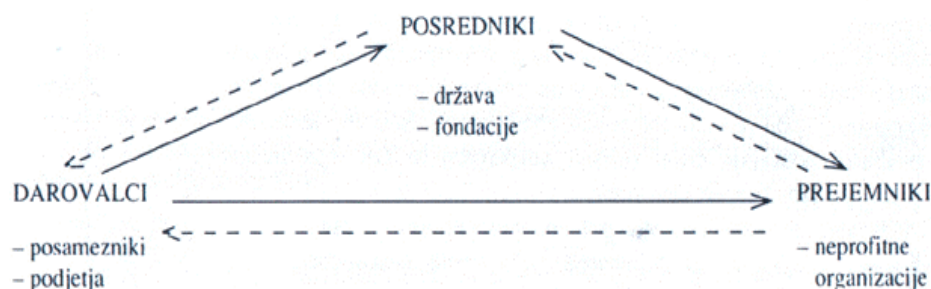 POSREDNIKI
– država
– fondacije
DAROVALCI
PREJEMNIKI
– posamezniki
– podjetja
– neprofitne
organizacije